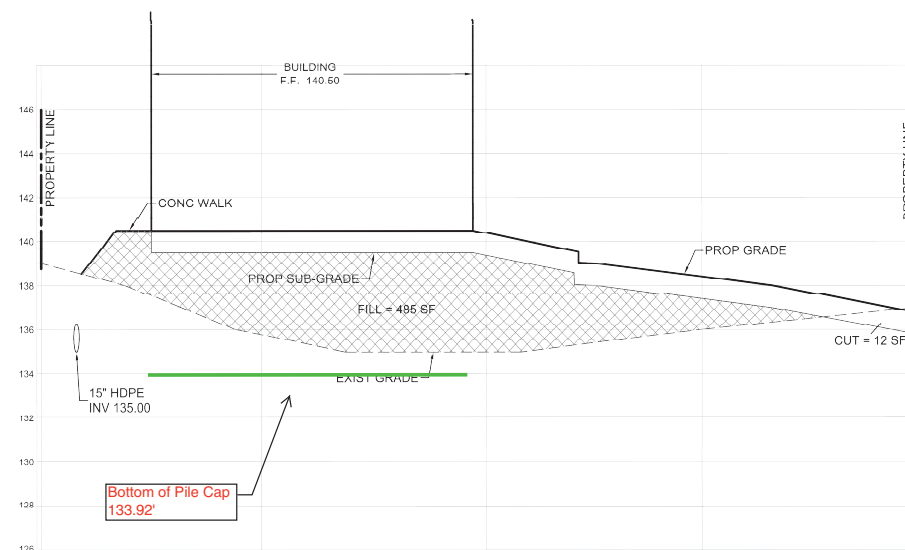 BUILDING
F.F. 140.50
146
PROPERTY LINE
144
142
CONC WALK
140
PROP GRADE
PROP SUB-GRADE
138
FILL = 485 SF
136
CUT = 12 SF
134
EXIST GRADE
15" HDPE
INV 135.00
132
130
Bottom of Pile Cap
133.92'
128
126